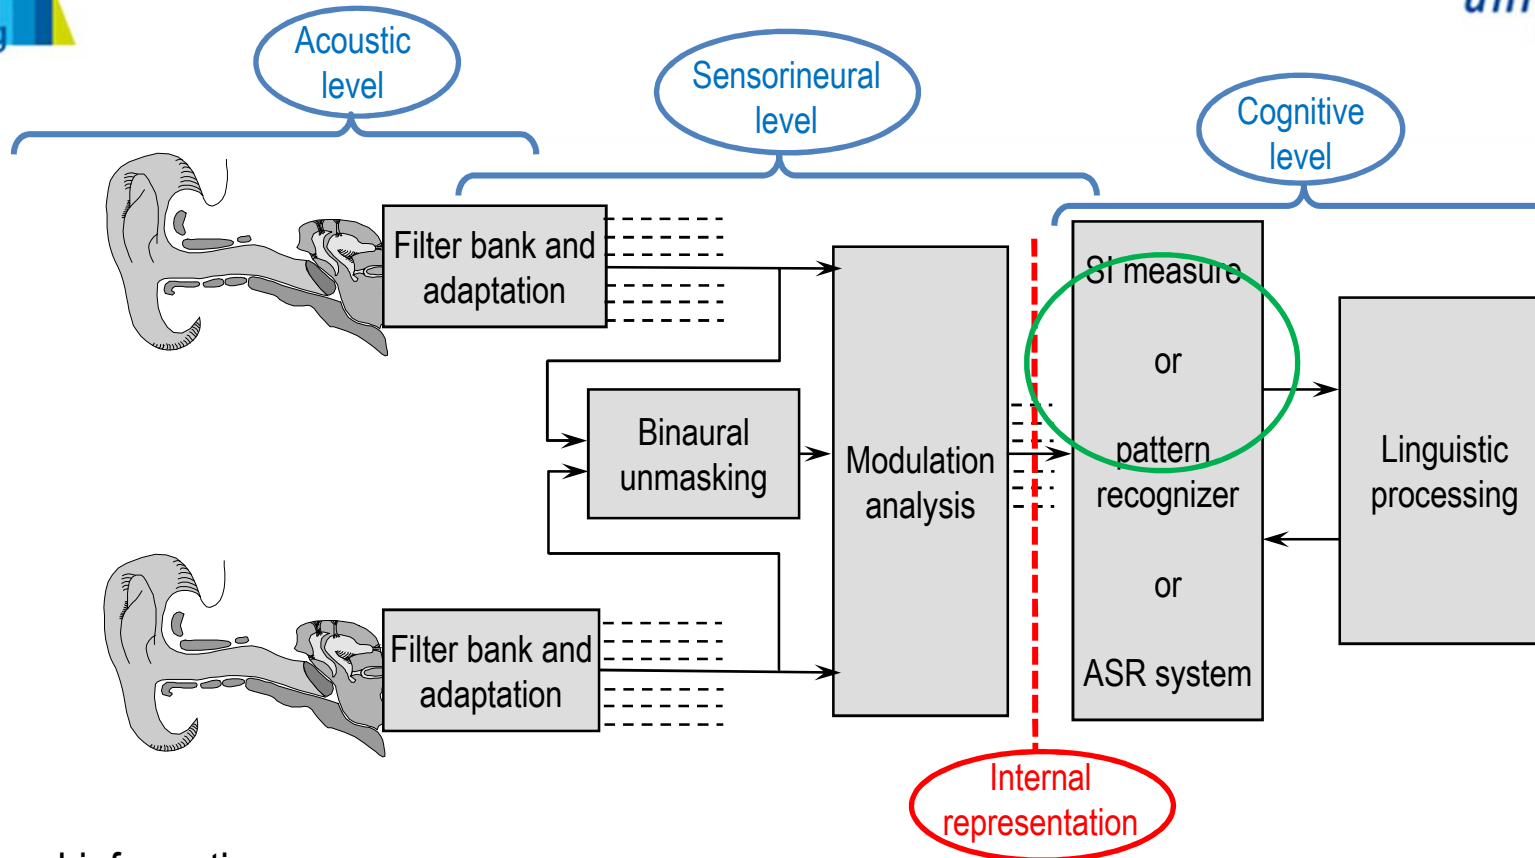 Acoustic
level
Sensorineural
level
Cognitive
level
Filter bank and
adaptation
Binaural
unmasking
Modulation
analysis
SI measure
or
pattern
recognizer
or
ASR system
Linguistic
processing
Filter bank and
adaptation
Internal
representation